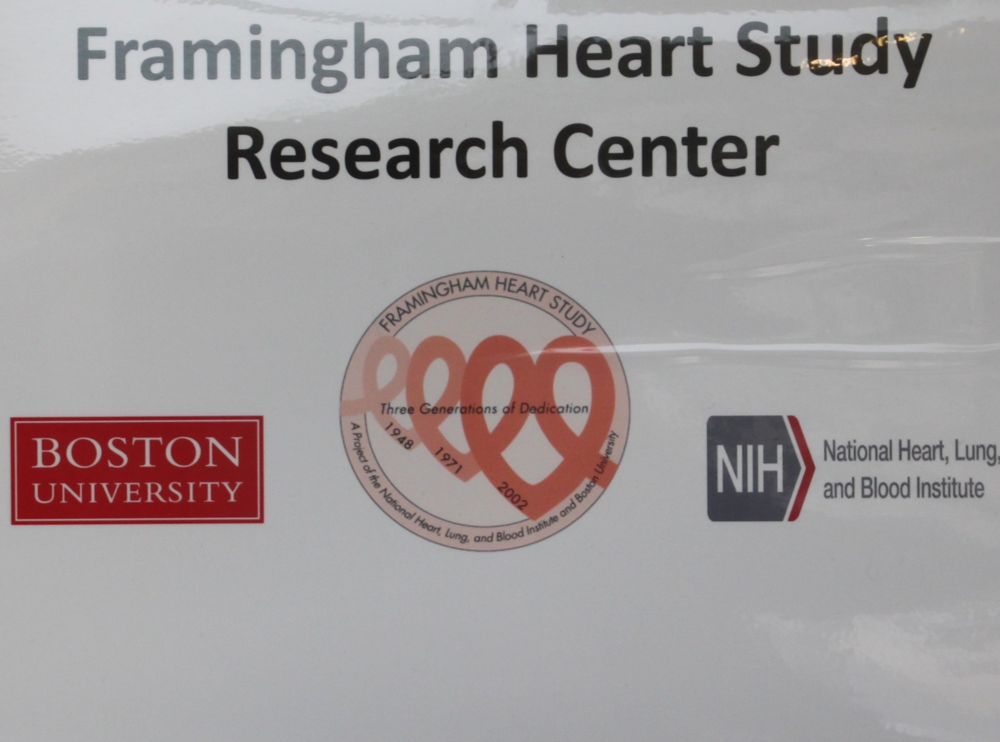 Framingham Heart Study
Research Center
FRAMINGHAM HEART STUDY
Three Generations of Dedication
1948
1971
2002
A Project of the National Heart, Lung, and Blood Institute and Boston University
BOSTON
UNIVERSITY
NIH
National Heart, Lung,
and Blood Institute